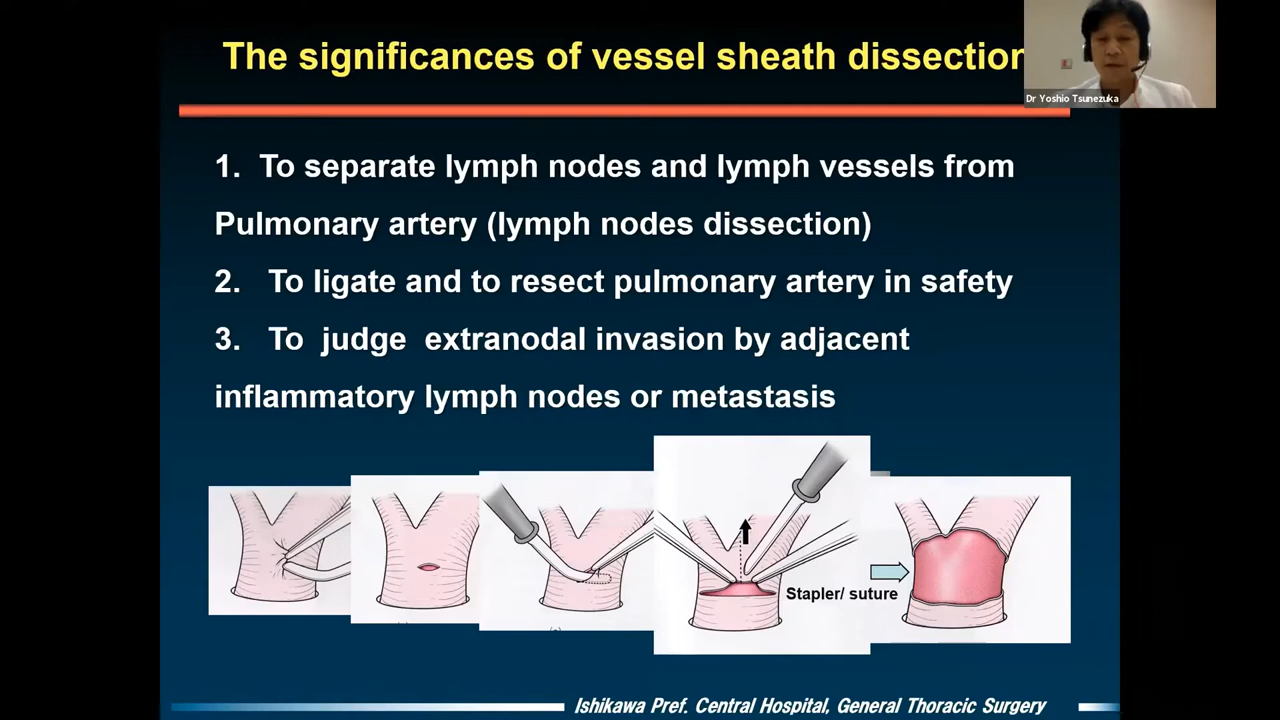 The significances of vessel sheath dissection
Dr Yoshio Tsunezuka
1. To separate lymph nodes and lymph vessels from
Pulmonary artery (lymph nodes dissection)
2. To ligate and to resect pulmonary artery in safety
3. To judge extranodal invasion by adjacent
inflammatory lymph nodes or metastasis
Stapler/ suture
Ishikawa Pref. Central Hospital, General Thoracic Surgery